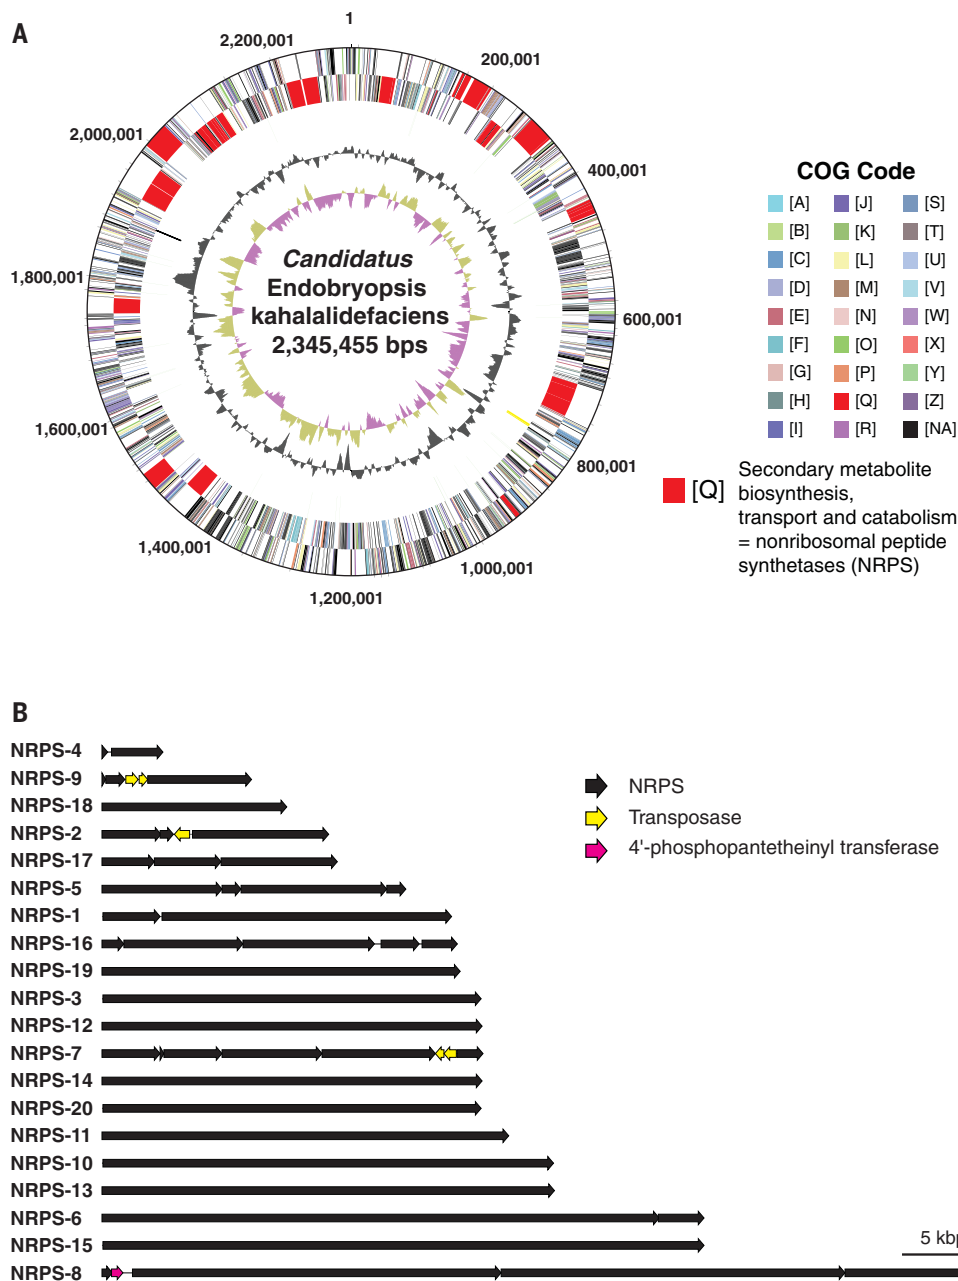 A
1
200,001
400,001
600,001
800,001
1,000,001
1,200,001
1,400,001
1,600,001
1,800,001
2,000,001
2,200,001
Candidatus
Endobryopsis
kahalalidefaciens
2,345,455 bps
COG Code
[A] [J] [S]
[B] [K] [T]
[C] [L] [U]
[D] [M] [V]
[E] [N] [W]
[F] [O] [X]
[G] [P] [Y]
[H] [Q] [Z]
[I] [R] [NA]
[Q] Secondary metabolite
biosynthesis,
transport and catabolism
= nonribosomal peptide
synthetases (NRPS)
B
NRPS-4
NRPS-9
NRPS-18
NRPS-2
NRPS-17
NRPS-5
NRPS-1
NRPS-16
NRPS-19
NRPS-3
NRPS-12
NRPS-7
NRPS-14
NRPS-20
NRPS-11
NRPS-10
NRPS-13
NRPS-6
NRPS-15
NRPS-8
NRPS
Transposase
4'-phosphopantetheinyl transferase
5 kbp